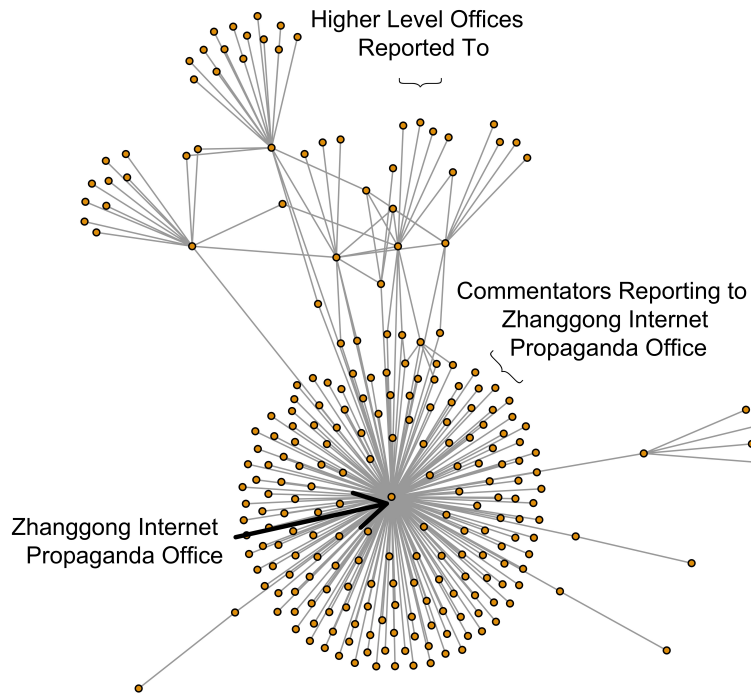 Higher Level Offices
Reported To
Commentators Reporting to
Zhanggong Internet
Propaganda Office
Zhanggong Internet
Propaganda Office